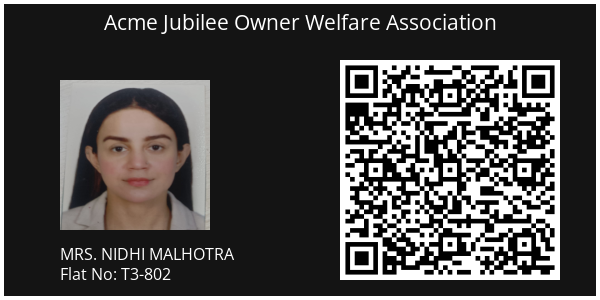 Acme Jubilee Owner Welfare Association
MRS. NIDHI MALHOTRA
Flat No: T3-802